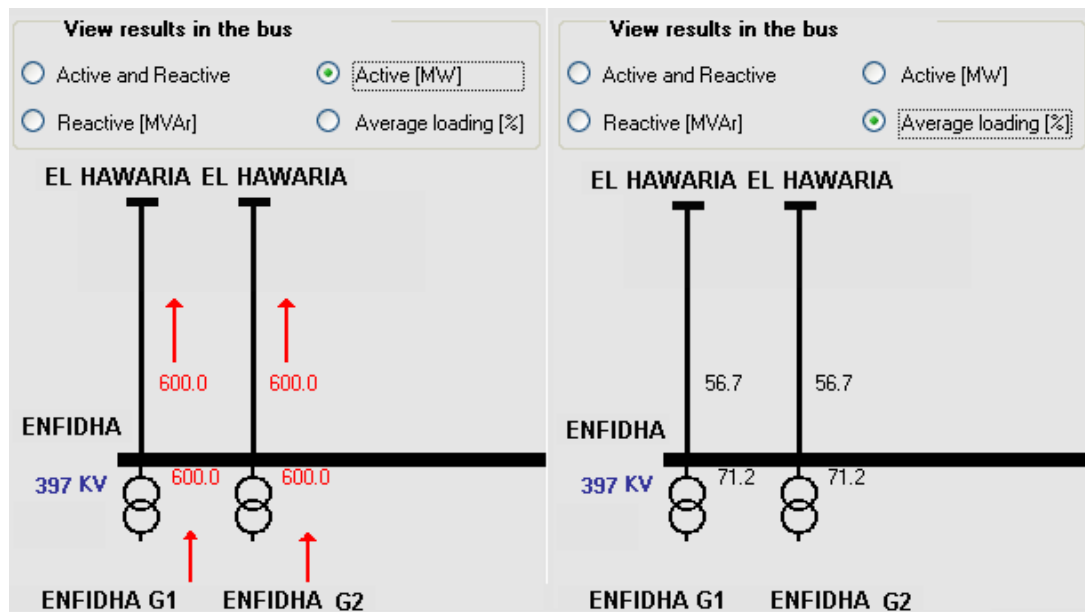 View results in the bus
Active and Reactive
Active [MW]
Reactive [MVAr]
Average loading [%]
EL HAWARIA EL HAWARIA
600.0 600.0
ENFIDHA
397 KV 600.0 600.0
ENFIDHA G1 ENFIDHA G2
View results in the bus
Active and Reactive
Active [MW]
Reactive [MVAr]
Average loading [%]
EL HAWARIA EL HAWARIA
56.7 56.7
ENFIDHA
397 KV 71.2 71.2
ENFIDHA G1 ENFIDHA G2